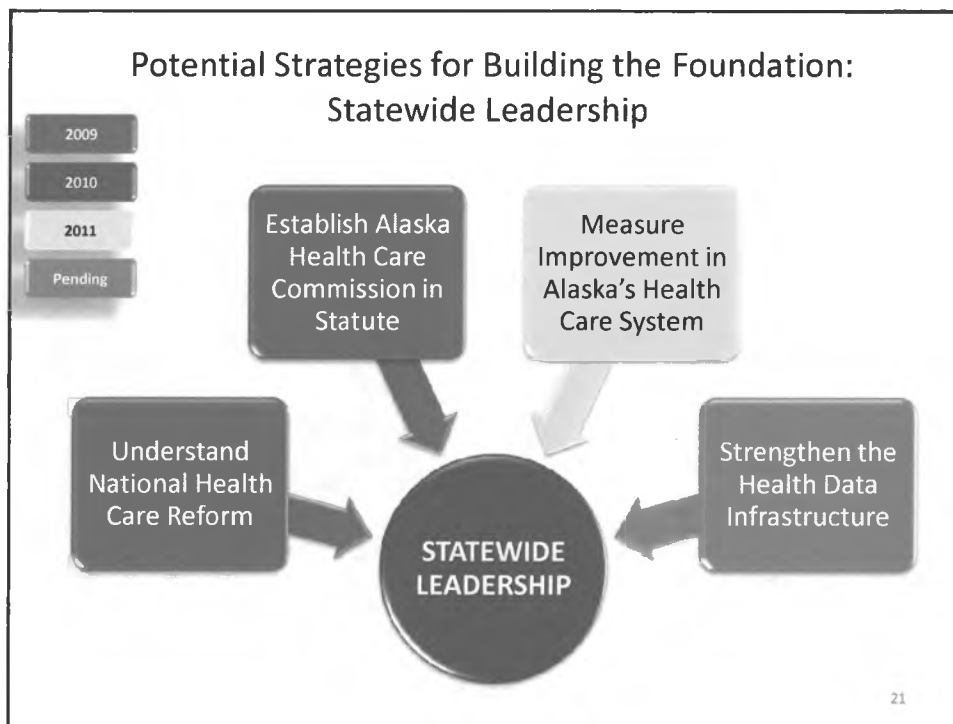 Potential Strategies for Building the Foundation:
Statewide Leadership
2009
2010
2011
Pending
Establish Alaska
Health Care
Commission in
Statute
Measure
Improvement in
Alaska's Health
Care System
Understand
National Health
Care Reform
Strengthen the
Health Data
Infrastructure
STATEWIDE
LEADERSHIP
21